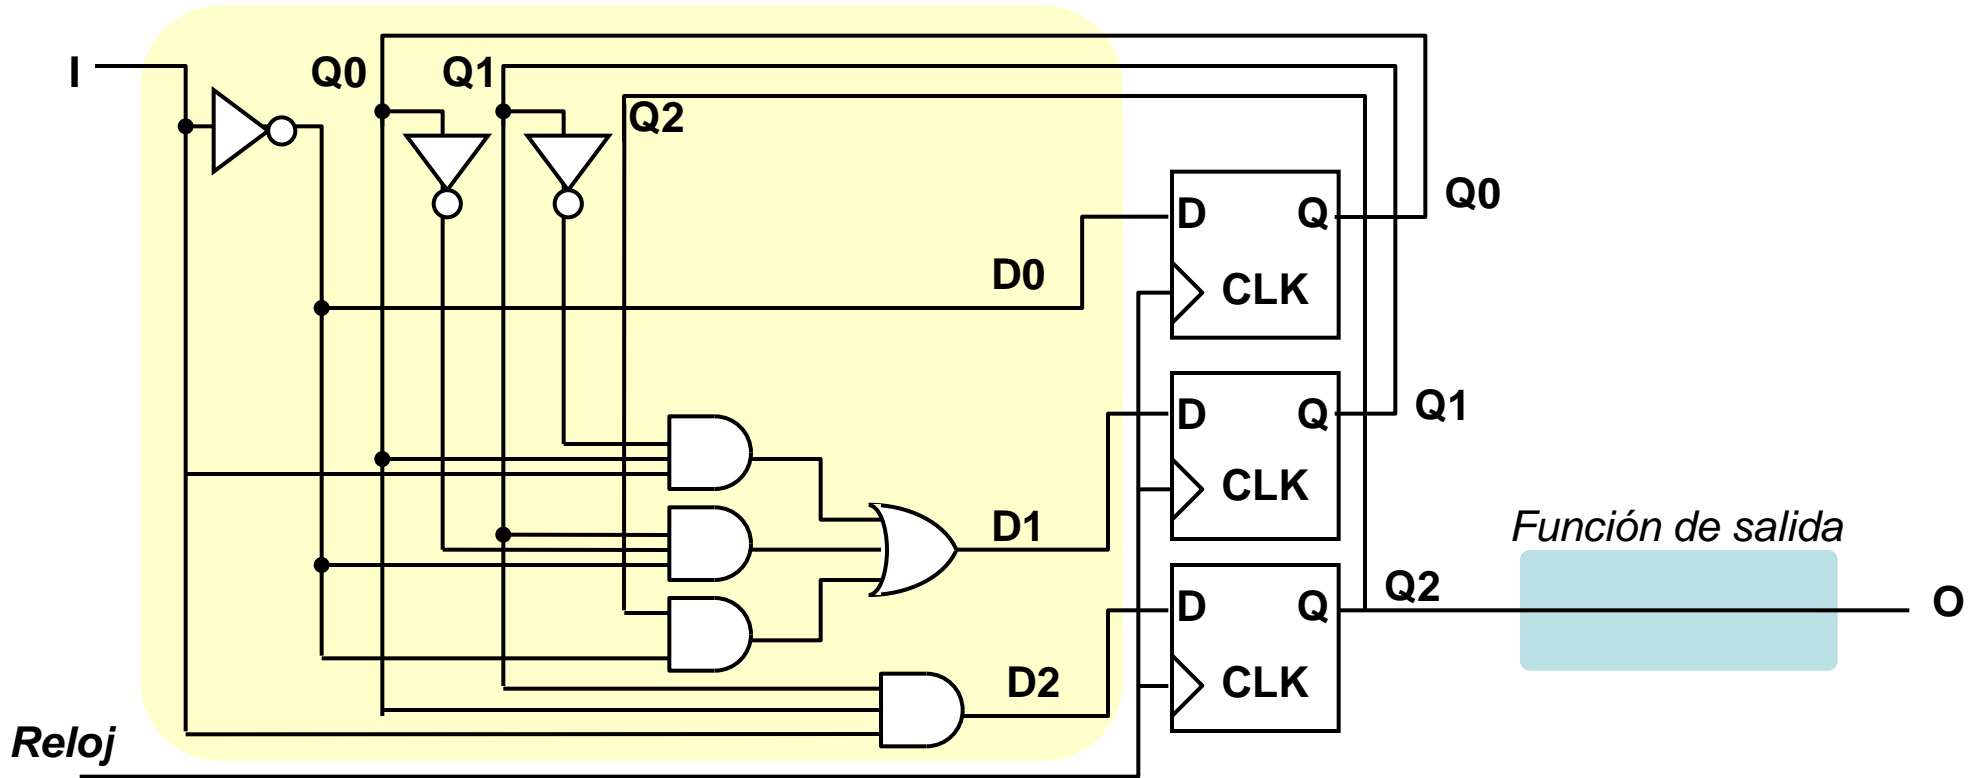 I
Q0
Q1
Q2
D
Q
Q0
CLK
D0
D
Q
Q1
CLK
D1
Función de salida
D
Q
Q2
O
CLK
D2
Reloj